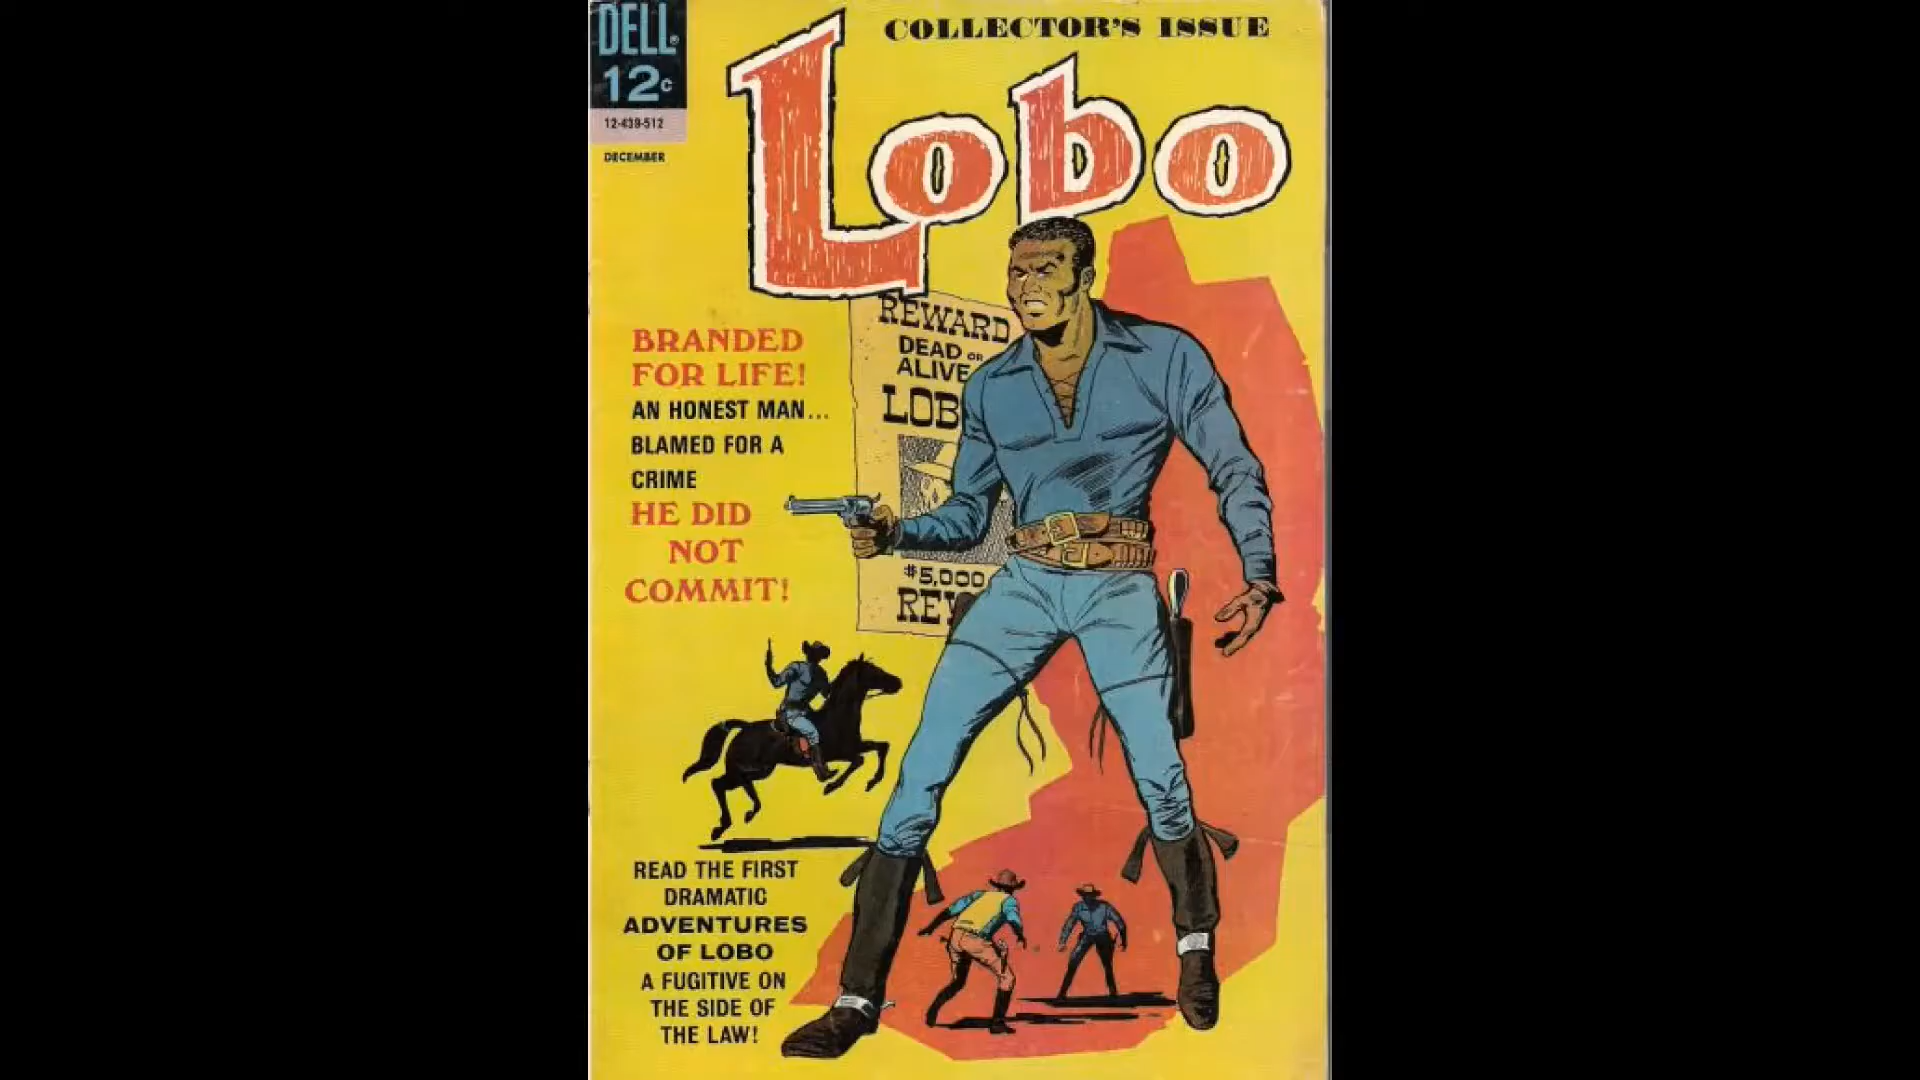 DELL
12c
12-439-512
DECEMBER
COLLECTOR'S ISSUE
Lobo
REWARD
DEAD OR
ALIVE
LOB
$5,000
REW
BRANDED
FOR LIFE!
AN HONEST MAN...
BLAMED FOR A
CRIME
HE DID
NOT
COMMIT!
READ THE FIRST
DRAMATIC
ADVENTURES
OF LOBO
A FUGITIVE ON
THE SIDE OF
THE LAW!